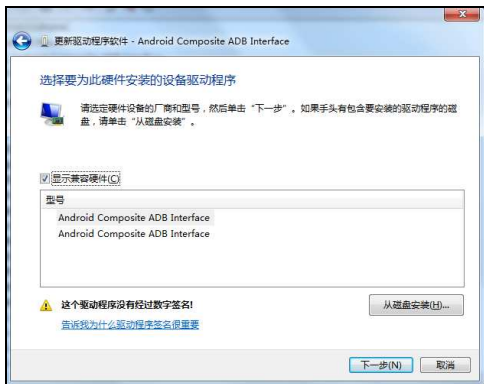 更新驱动程序软件 - Android Composite ADB Interface
选择要为此硬件安装的设备驱动程序
请选定硬件设备的厂商和型号，然后单击“下一步”。如果手头有包含要安装的驱动程序的磁
盘，请单击“从磁盘安装”。
显示兼容硬件(C)
型号
Android Composite ADB Interface
Android Composite ADB Interface
这个驱动程序没有经过数字签名!
从磁盘安装(H)...
告诉我为什么驱动程序签名很重要
下一步(N)
取消